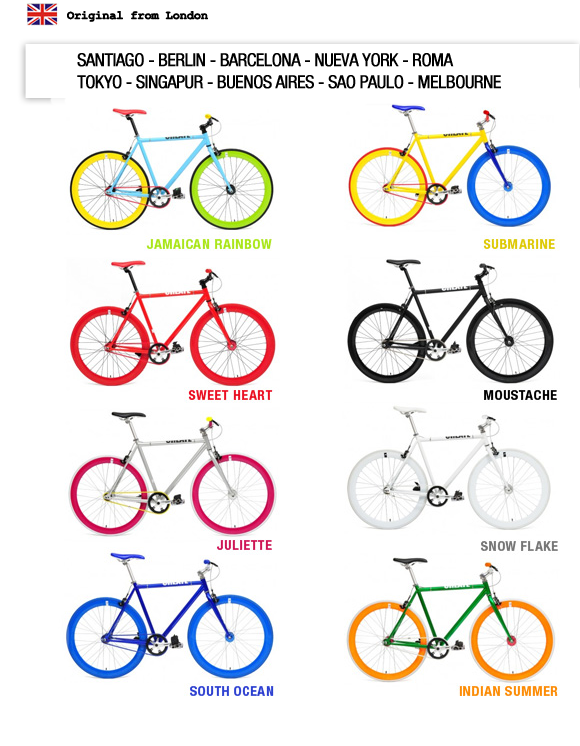 Original from London
SANTIAGO - BERLIN - BARCELONA - NUEVA YORK - ROMA
TOKYO - SINGAPUR - BUENOS AIRES - SAO PAULO - MELBOURNE
JAMAICAN RAINBOW
SUBMARINE
SWEET HEART
MOUSTACHE
JULIETTE
SNOW FLAKE
SOUTH OCEAN
INDIAN SUMMER